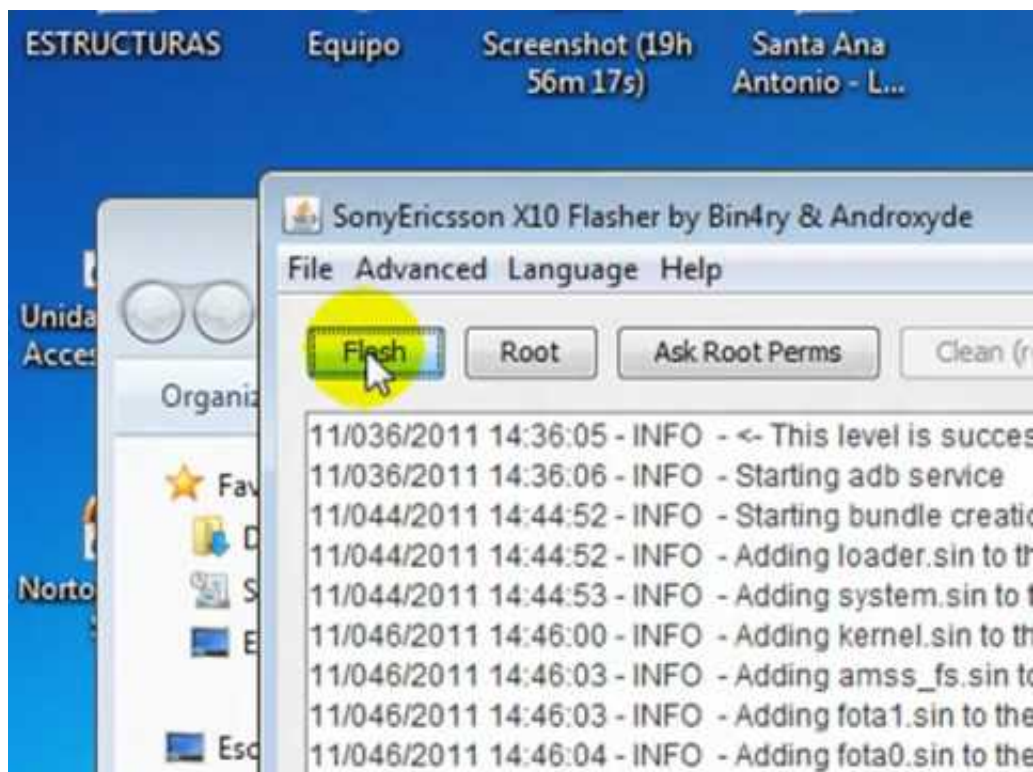 ESTRUCTURAS
Equipo
Screenshot (19h
56m 17s)
Santa Ana
Antonio - L...
SonyEricsson X10 Flasher by Bin4ry & Androxyde
File Advanced Language Help
Unida
Acces
Flash Root Ask Root Perms Clean (r
Organiz
11/036/2011 14:36:05 - INFO - <- This level is succes
11/036/2011 14:36:06 - INFO - Starting adb service
11/044/2011 14:44:52 - INFO - Starting bundle creatio
11/044/2011 14:44:52 - INFO - Adding loader.sin to th
11/044/2011 14:44:53 - INFO - Adding system.sin to t
11/046/2011 14:46:00 - INFO - Adding kernel.sin to th
11/046/2011 14:46:03 - INFO - Adding amss_fs.sin to
11/046/2011 14:46:03 - INFO - Adding fota1.sin to the
11/046/2011 14:46:04 - INFO - Adding fota0.sin to the
Fav
D
S
E
Esc
Norto